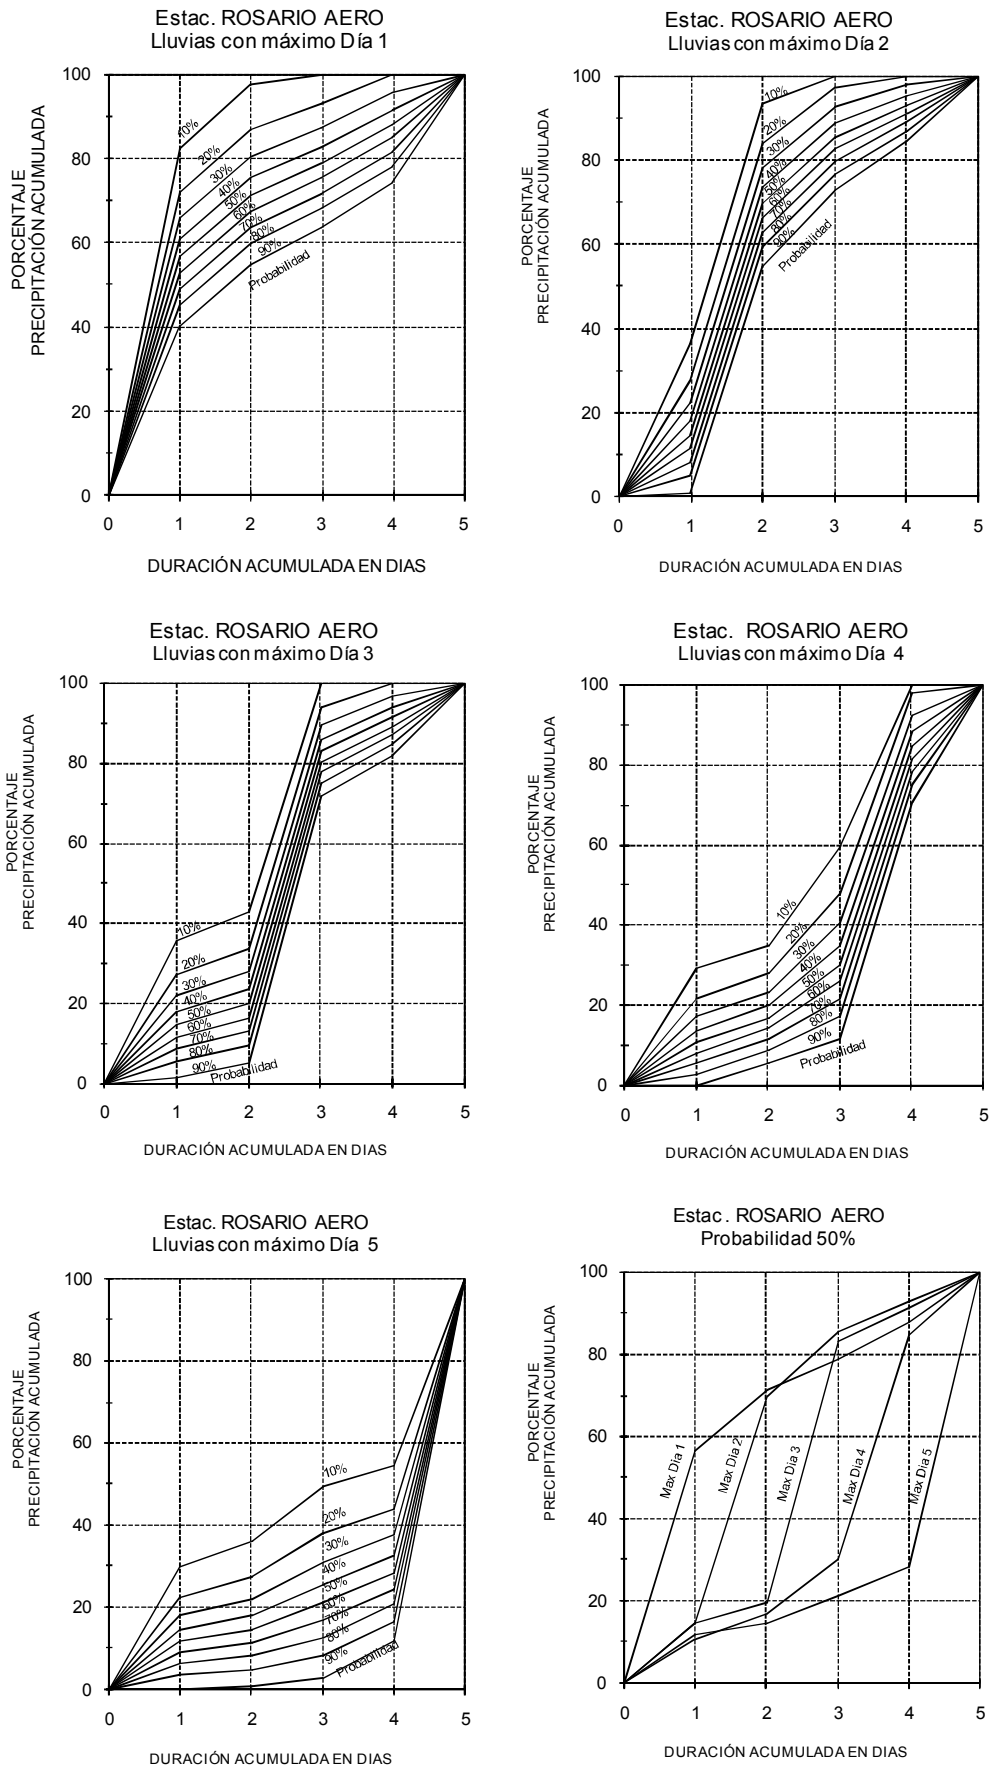 Estac. ROSARIO AERO
Lluvias con máximo Día 1
PORCENTAJE
PRECIPITACIÓN ACUMULADA
100
80
60
40
20
0
10%
20%
30%
40%
50%
60%
70%
80%
90%
Probabilidad
0 1 2 3 4 5
DURACIÓN ACUMULADA EN DIAS
Estac. ROSARIO AERO
Lluvias con máximo Día 2
PORCENTAJE
PRECIPITACIÓN ACUMULADA
100
80
60
40
20
0
10%
20%
30%
40%
50%
60%
70%
80%
90%
Probabilidad
0 1 2 3 4 5
DURACIÓN ACUMULADA EN DIAS
Estac. ROSARIO AERO
Lluvias con máximo Día 3
PORCENTAJE
PRECIPITACIÓN ACUMULADA
100
80
60
40
20
0
10%
20%
30%
40%
50%
60%
70%
80%
90%
Probabilidad
0 1 2 3 4 5
DURACIÓN ACUMULADA EN DIAS
Estac. ROSARIO AERO
Lluvias con máximo Día 4
PORCENTAJE
PRECIPITACIÓN ACUMULADA
100
80
60
40
20
0
10%
20%
30%
40%
50%
60%
70%
80%
90%
Probabilidad
0 1 2 3 4 5
DURACIÓN ACUMULADA EN DIAS
Estac. ROSARIO AERO
Lluvias con máximo Día 5
PORCENTAJE
PRECIPITACIÓN ACUMULADA
100
80
60
40
20
0
10%
20%
30%
40%
50%
60%
70%
80%
90%
Probabilidad
0 1 2 3 4 5
DURACIÓN ACUMULADA EN DIAS
Estac. ROSARIO AERO
Probabilidad 50%
PORCENTAJE
PRECIPITACIÓN ACUMULADA
100
80
60
40
20
0
Max Dia 1
Max Dia 2
Max Dia 3
Max Dia 4
Max Dia 5
0 1 2 3 4 5
DURACIÓN ACUMULADA EN DIAS